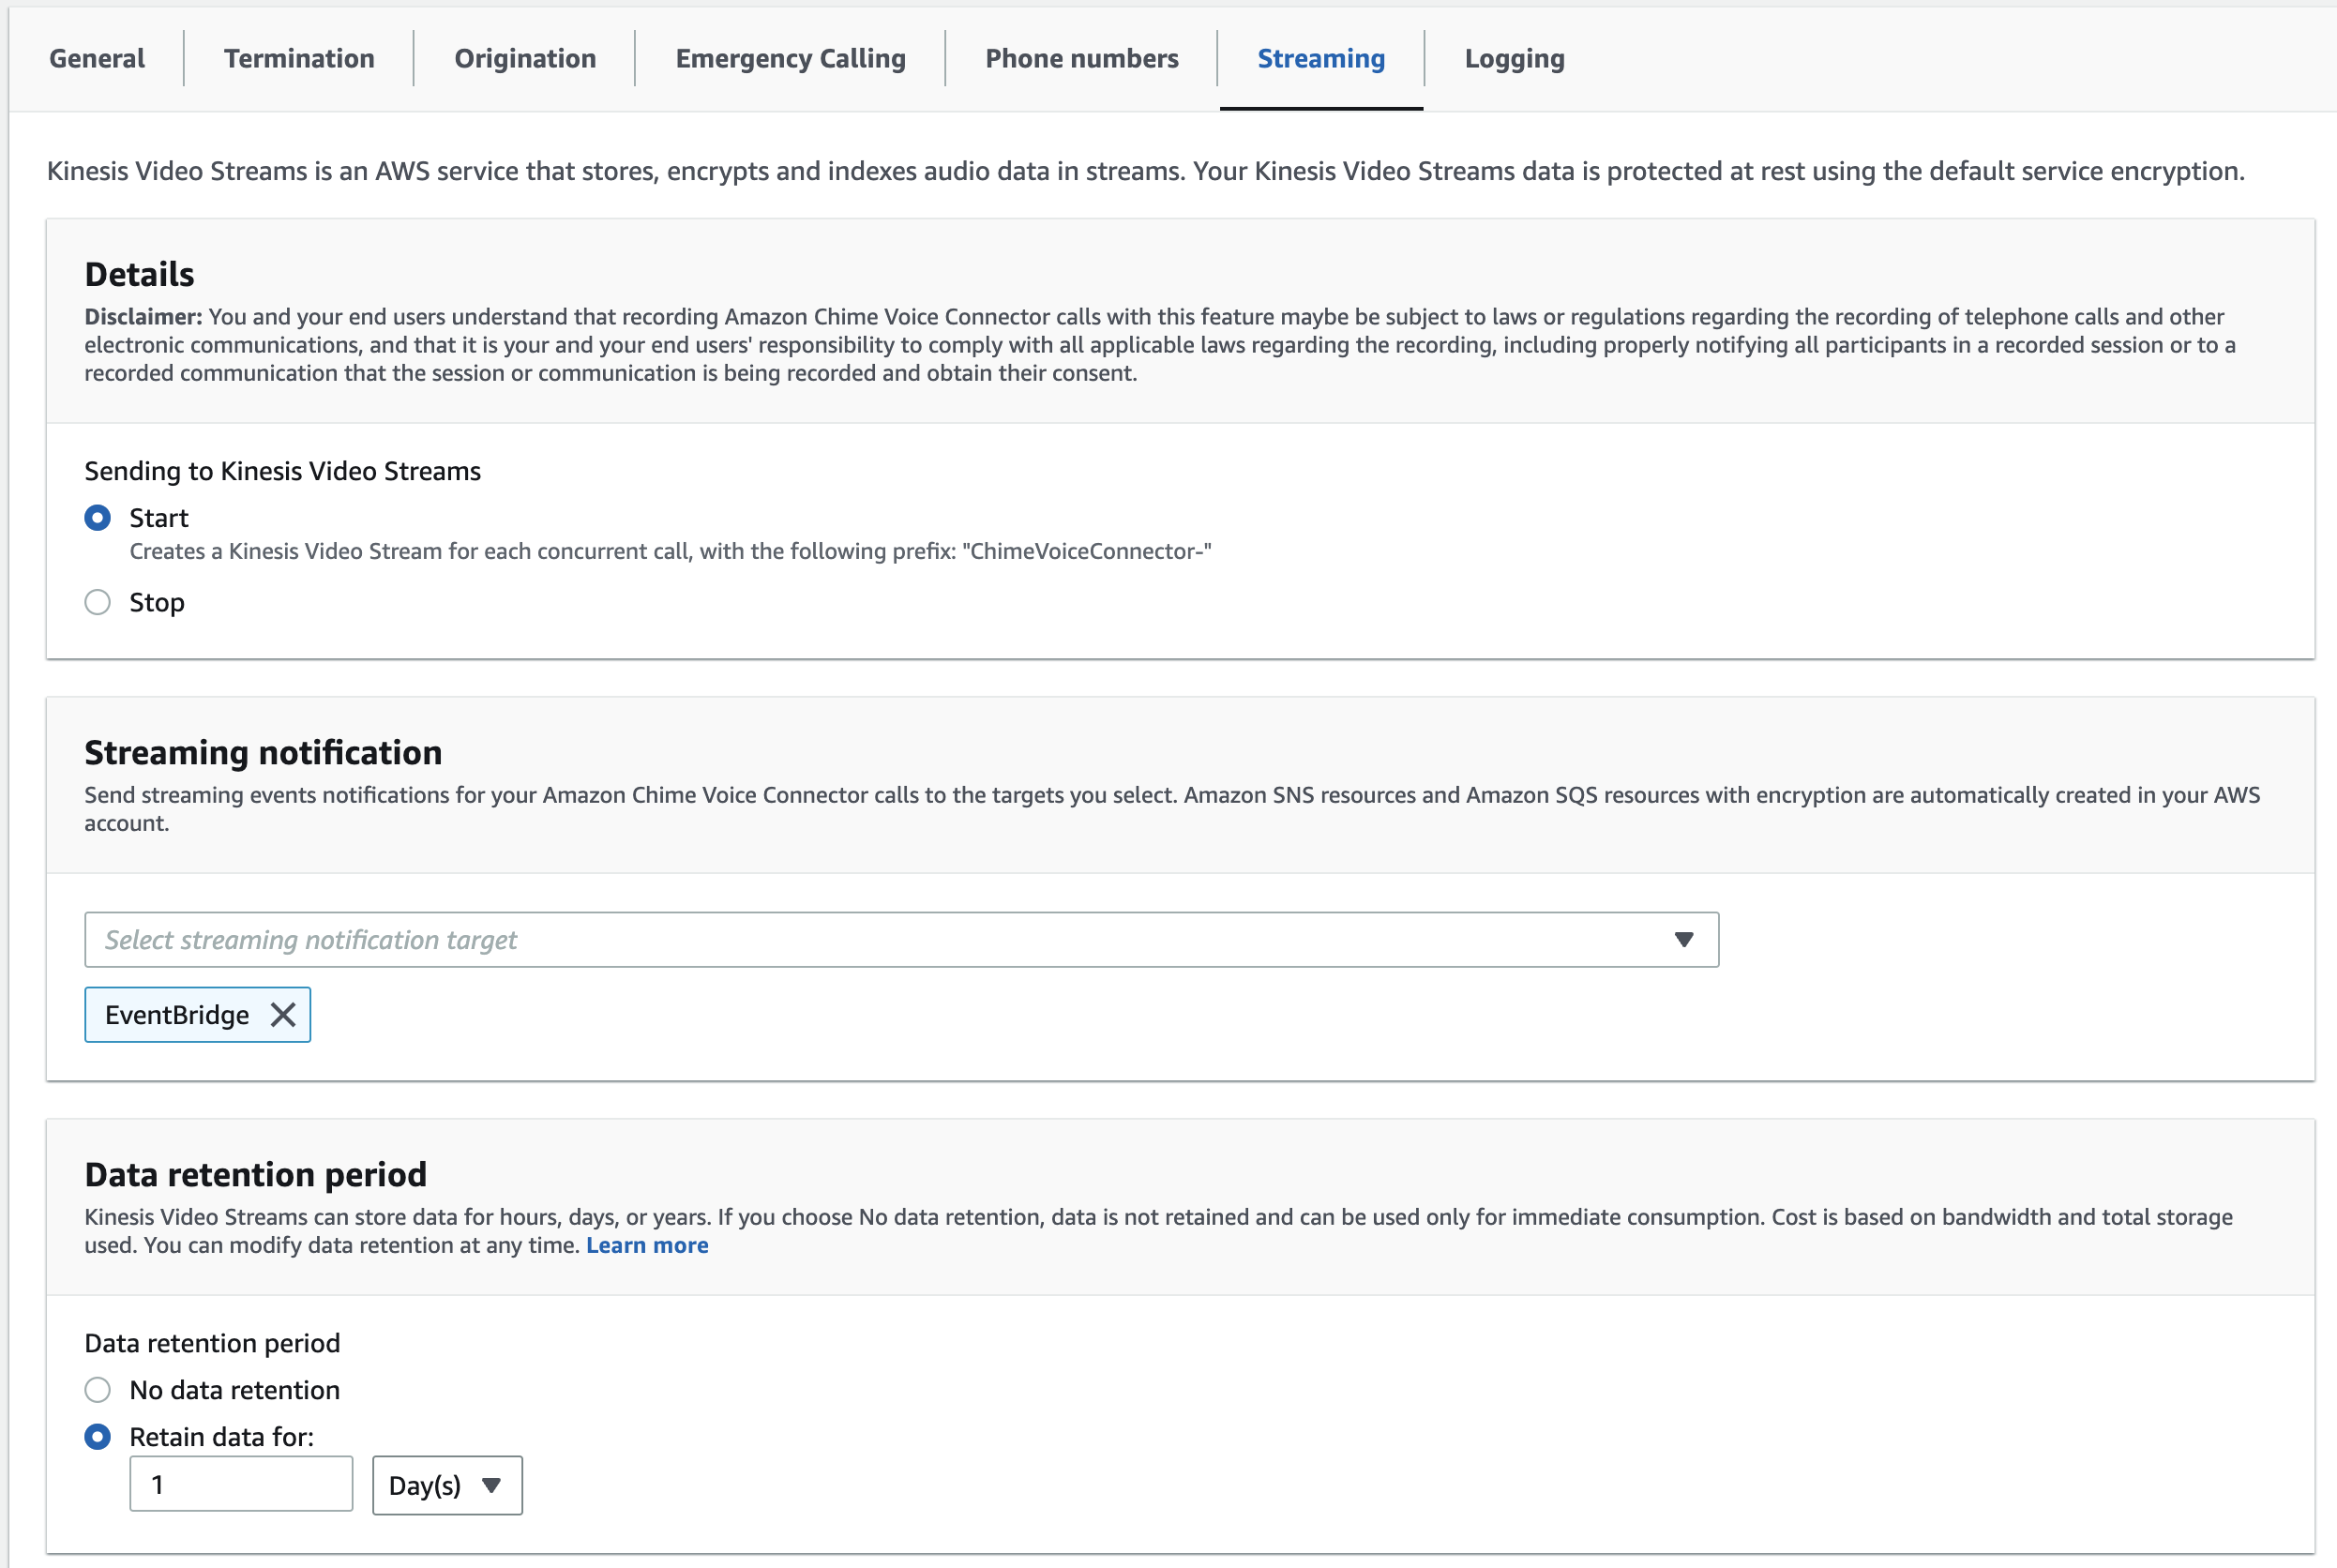 General
Termination
Origination
Emergency Calling
Phone numbers
Streaming
Logging
Kinesis Video Streams is an AWS service that stores, encrypts and indexes audio data in streams. Your Kinesis Video Streams data is protected at rest using the default service encryption.
Details
Disclaimer: You and your end users understand that recording Amazon Chime Voice Connector calls with this feature maybe be subject to laws or regulations regarding the recording of telephone calls and other
electronic communications, and that it is your and your end users' responsibility to comply with all applicable laws regarding the recording, including properly notifying all participants in a recorded session or to a
recorded communication that the session or communication is being recorded and obtain their consent.
Sending to Kinesis Video Streams
Start
Creates a Kinesis Video Stream for each concurrent call, with the following prefix: "ChimeVoiceConnector-"
Stop
Streaming notification
Send streaming events notifications for your Amazon Chime Voice Connector calls to the targets you select. Amazon SNS resources and Amazon SQS resources with encryption are automatically created in your AWS
account.
Select streaming notification target
EventBridge
Data retention period
Kinesis Video Streams can store data for hours, days, or years. If you choose No data retention, data is not retained and can be used only for immediate consumption. Cost is based on bandwidth and total storage
used. You can modify data retention at any time. Learn more
Data retention period
No data retention
Retain data for:
1
Day(s)